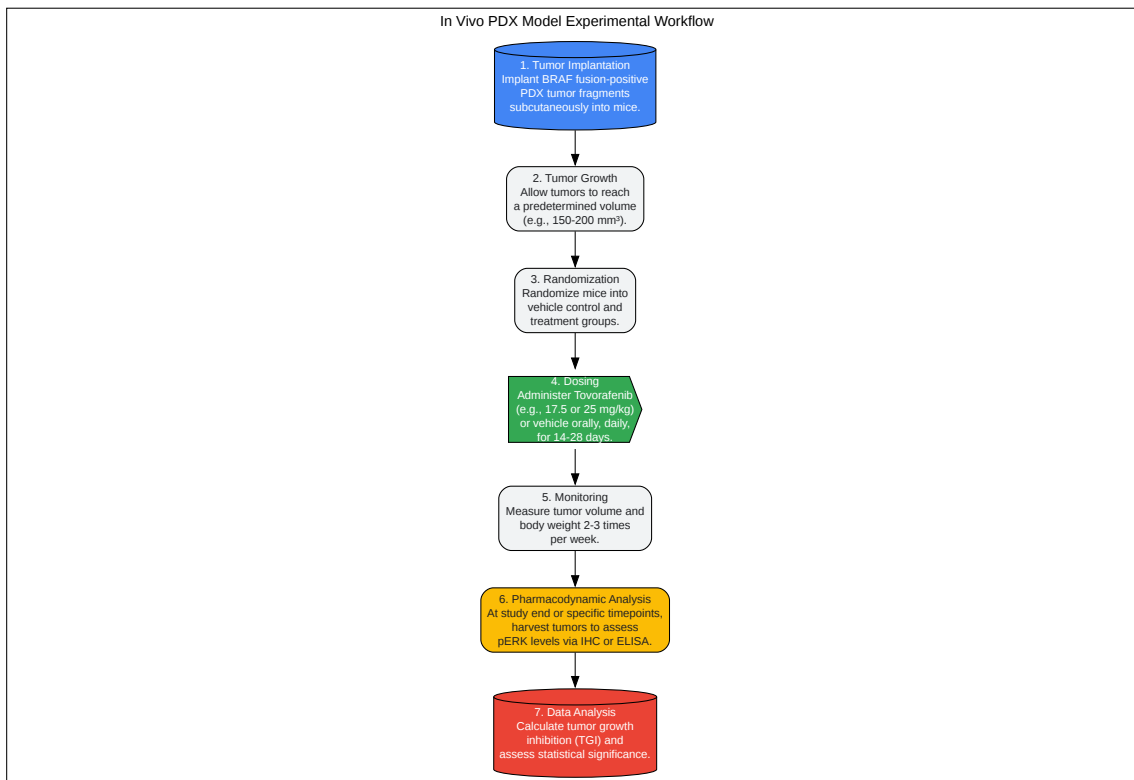 In Vivo PDX Model Experimental Workflow
1. Tumor Implantation
Implant BRAF fusion-positive
PDX tumor fragments
subcutaneously into mice.
2. Tumor Growth
Allow tumors to reach
a predetermined volume
(e.g., 150-200 mm³).
3. Randomization
Randomize mice into
vehicle control and
treatment groups.
4. Dosing
Administer Tovorafenib
(e.g., 17.5 or 25 mg/kg)
or vehicle orally, daily,
for 14-28 days.
5. Monitoring
Measure tumor volume and
body weight 2-3 times
per week.
6. Pharmacodynamic Analysis
At study end or specific timepoints,
harvest tumors to assess
pERK levels via IHC or ELISA.
7. Data Analysis
Calculate tumor growth
inhibition (TGI) and
assess statistical significance.